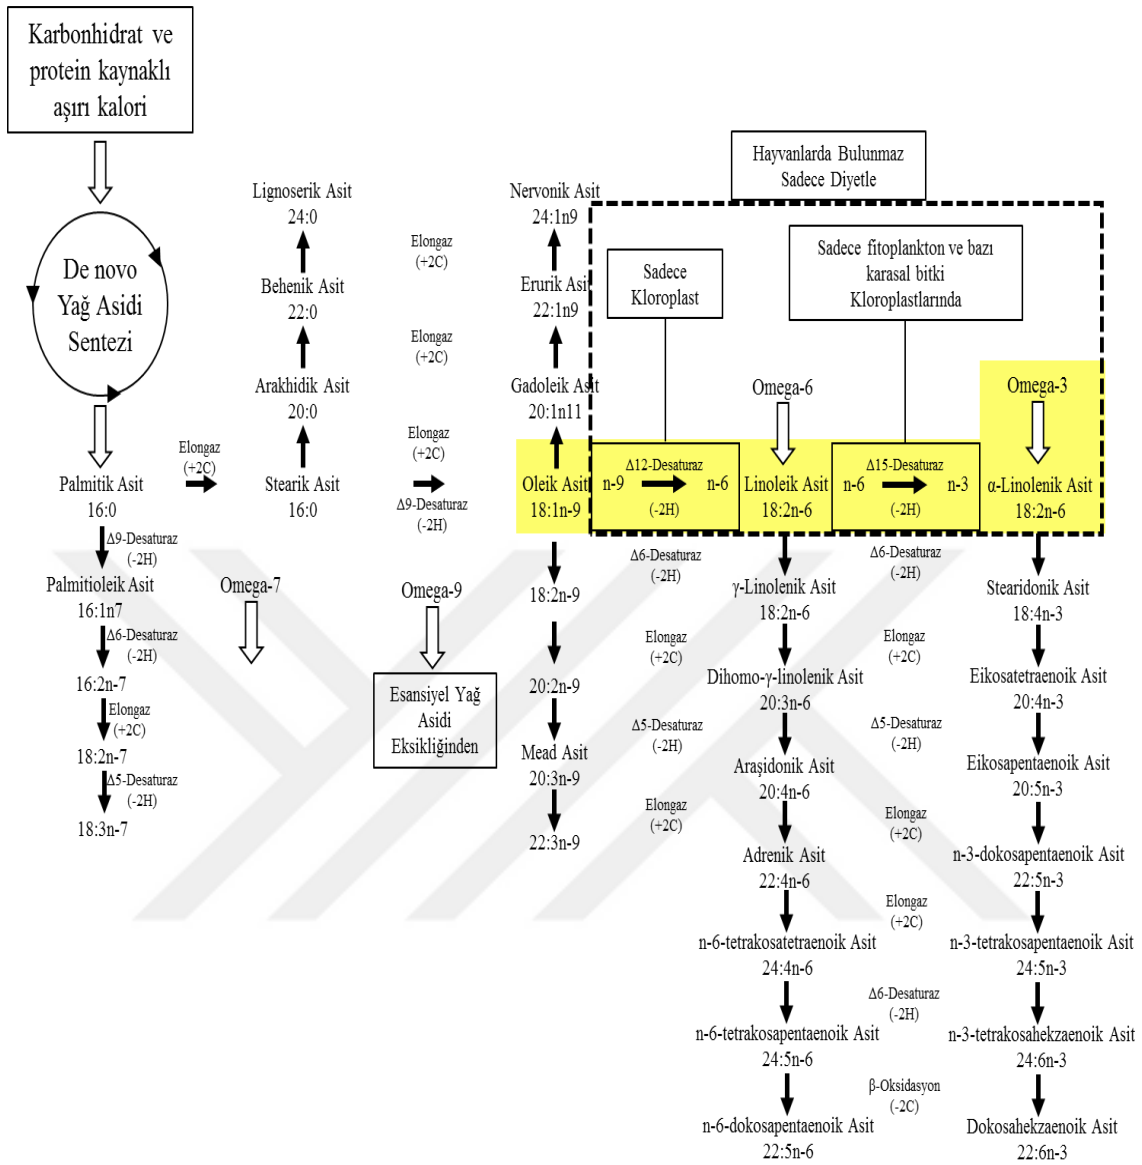 Karbonhidrat ve
protein kaynaklı
aşırı kalori
De novo
Yağ Asidi
Sentezi
Palmitik Asit
16:0
Δ9-Desaturaz
(-2H)
Palmitioleik Asit
16:1n7
Δ6-Desaturaz
(-2H)
16:2n-7
Elongaz
(+2C)
18:2n-7
Δ5-Desaturaz
(-2H)
18:3n-7
Elongaz
(+2C)
Omega-7
Lignoserik Asit
24:0
Behenik Asit
22:0
Arakhidik Asit
20:0
Stearik Asit
16:0
Elongaz
(+2C)
Elongaz
(+2C)
Elongaz
(+2C)
Δ9-Desaturaz
(-2H)
Omega-9
Esansiyel Yağ
Asidi
Eksikliğinden
Nervonik Asit
24:1n9
Erurik Asit
22:1n9
Gadoleik Asit
20:1n11
Oleik Asit
18:1n-9
18:2n-9
20:2n-9
Mead Asit
20:3n-9
22:3n-9
Hayvanlarda Bulunmaz
Sadece Diyetle
Sadece
Kloroplast
Sadece fitoplankton ve bazı
karasal bitki
Kloroplastlarında
Omega-6
Omega-3
Δ12-Desaturaz
n-9 n-6
(-2H)
Linoleik Asit
18:2n-6
Δ15-Desaturaz
n-6 n-3
(-2H)
α-Linolenik Asit
18:2n-6
Δ6-Desaturaz
(-2H)
Elongaz
(+2C)
Δ5-Desaturaz
(-2H)
Elongaz
(+2C)
γ-Linolenik Asit
18:2n-6
Dihomo-γ-linolenik Asit
20:3n-6
Araşidonik Asit
20:4n-6
Adrenik Asit
22:4n-6
n-6-tetrakosatetraenoik Asit
24:4n-6
n-6-tetrakosapentaenoik Asit
24:5n-6
n-6-dokosapentaenoik Asit
22:5n-6
Δ6-Desaturaz
(-2H)
Elongaz
(+2C)
Δ5-Desaturaz
(-2H)
Elongaz
(+2C)
Elongaz
(+2C)
Δ6-Desaturaz
(-2H)
β-Oksidasyon
(-2C)
Stearidonik Asit
18:4n-3
Eikosatetraenoik Asit
20:4n-3
Eikosapentaenoik Asit
20:5n-3
n-3-dokosapentaenoik Asit
22:5n-3
n-3-tetrakosapentaenoik Asit
24:5n-3
n-3-tetrakosahekzaenoik Asit
24:6n-3
Dokosahekzaenoik Asit
22:6n-3